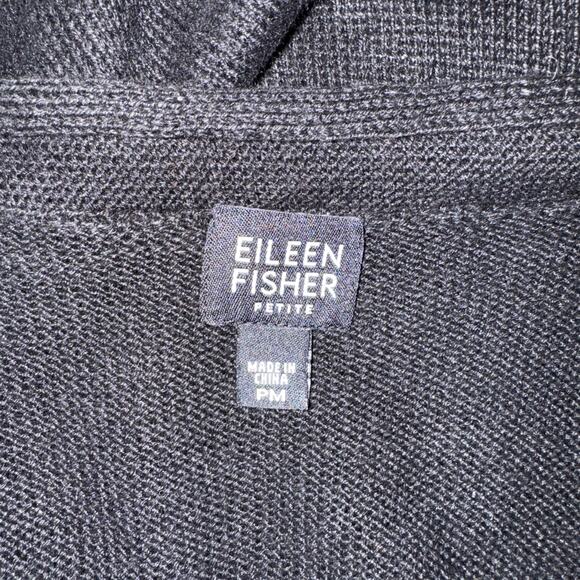 EILEEN
FISHER
PETITE
MADE IN
CHINA
PM